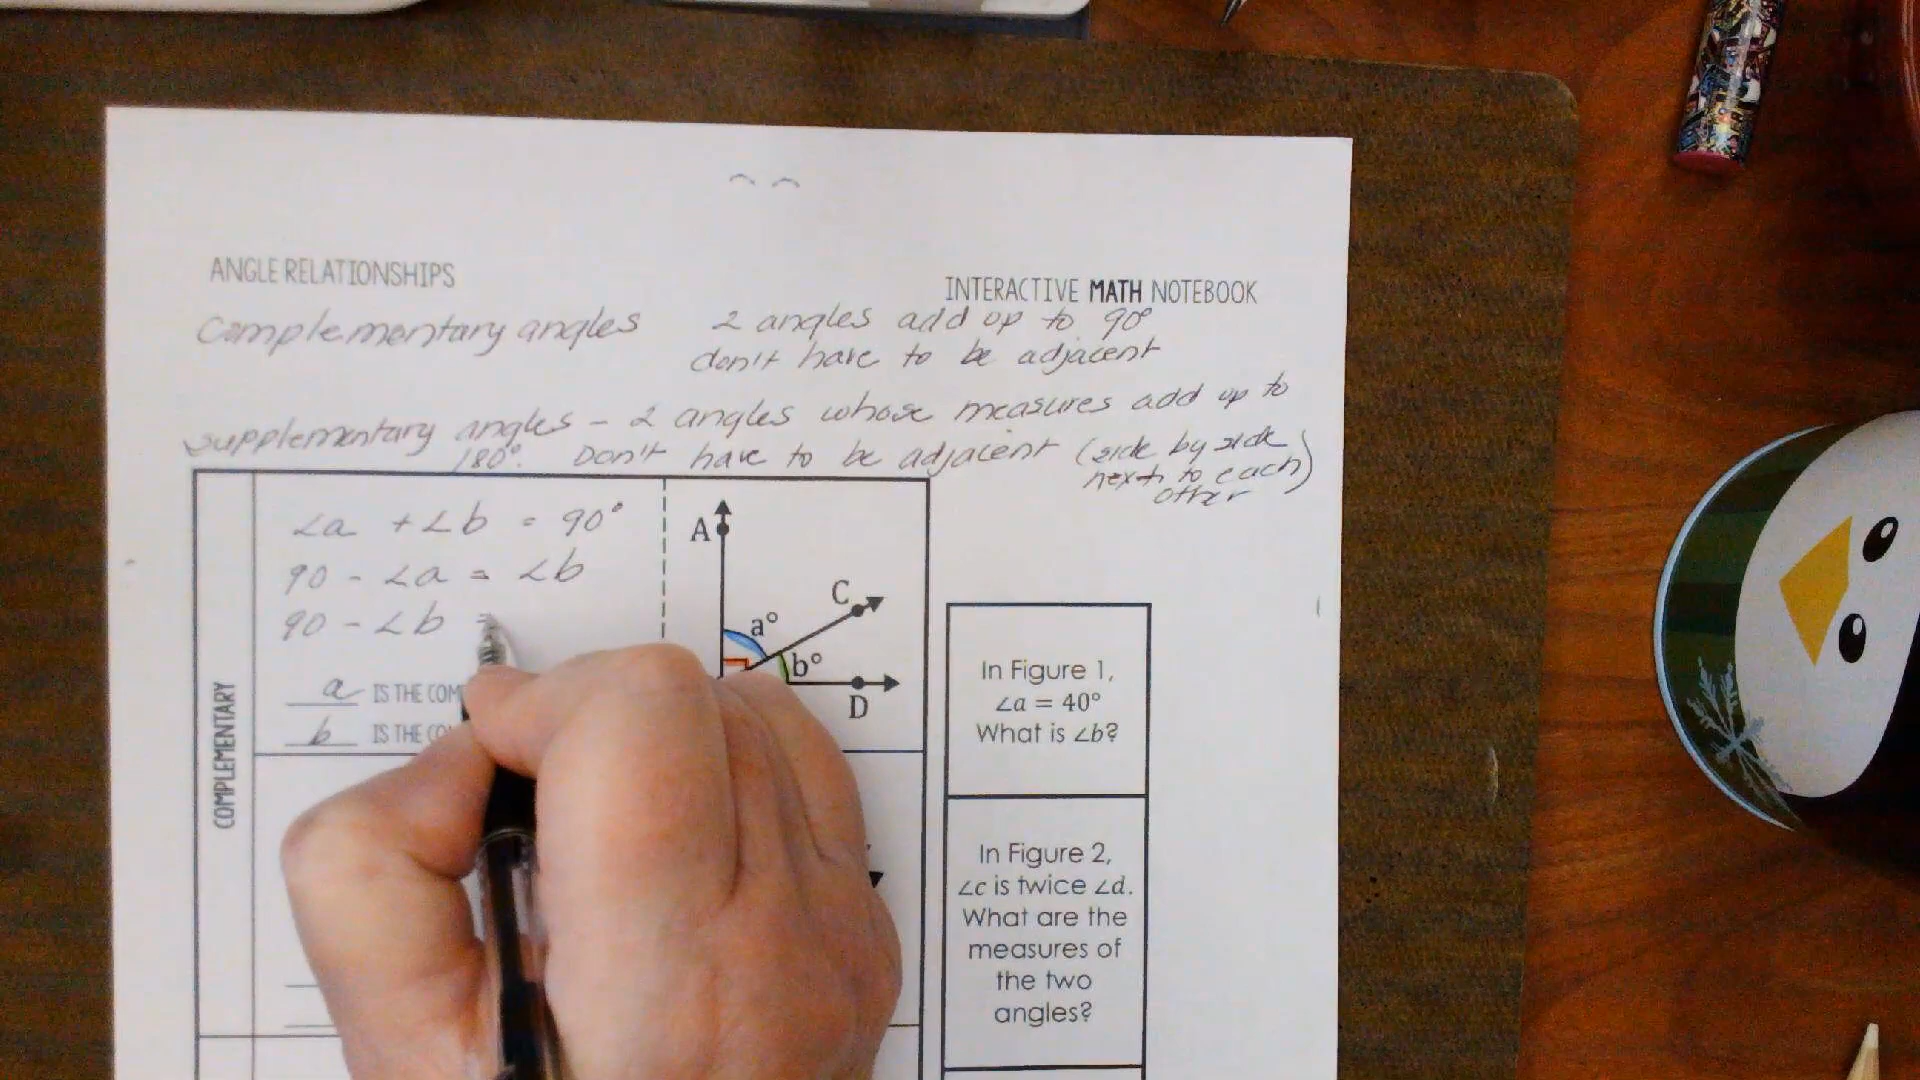 ANGLE RELATIONSHIPS
INTERACTIVE MATH NOTEBOOK
Complementary angles 2 angles add up to 90°
don't have to be adjacent
Supplementary angles - 2 angles whose measures add up to
180°. Don't have to be adjacent (side by side
next to each
other)
COMPLEMENTARY
∠a + ∠b = 90°
90 - ∠a = ∠b
90 - ∠b =
a IS THE COM
b IS THE CO
A
C
a°
b°
D
In Figure 1,
∠a = 40°
What is ∠b?
In Figure 2,
∠c is twice ∠d.
What are the
measures of
the two
angles?